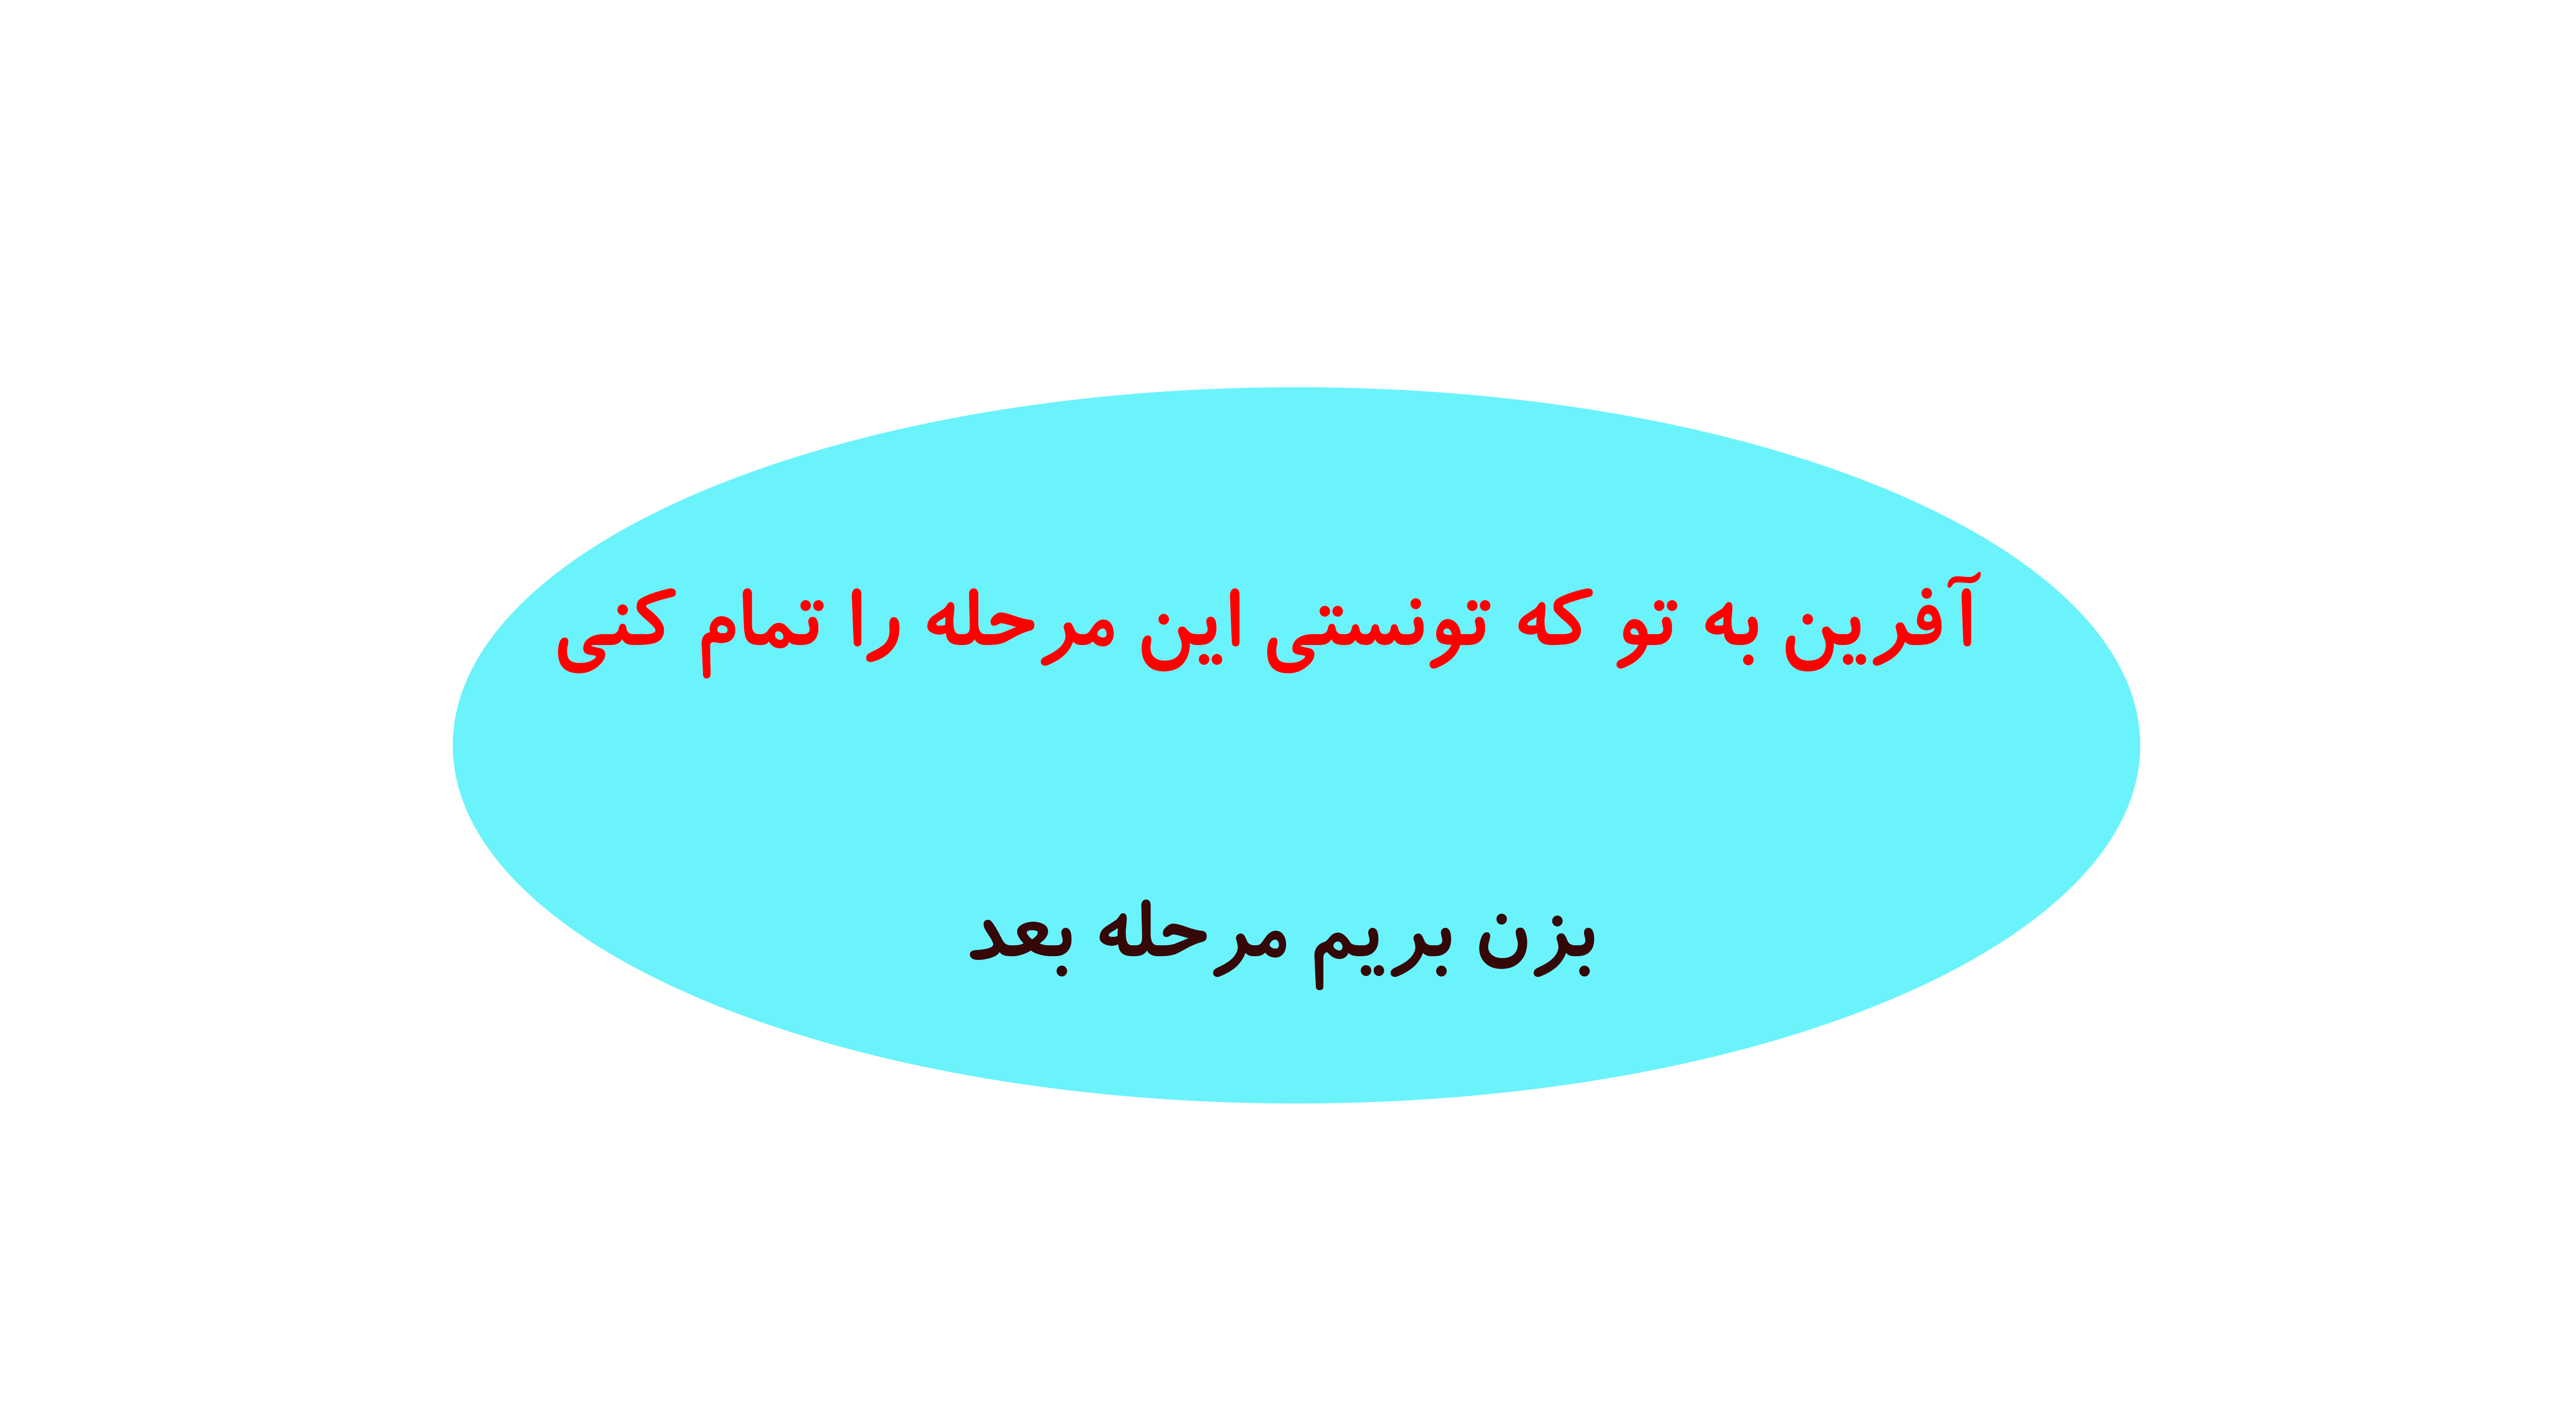 آفرین به تو که تونستی این مرحله را تمام کنی
بزن بریم مرحله بعد